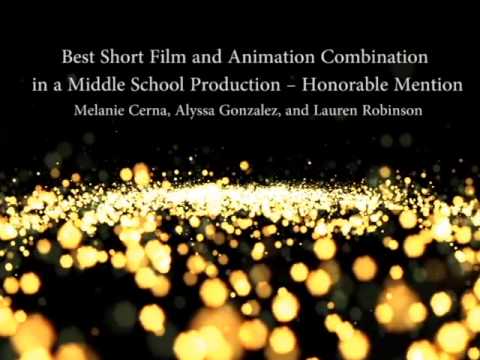 Best Short Film and Animation Combination
in a Middle School Production – Honorable Mention
Melanie Cerna, Alyssa Gonzalez, and Lauren Robinson